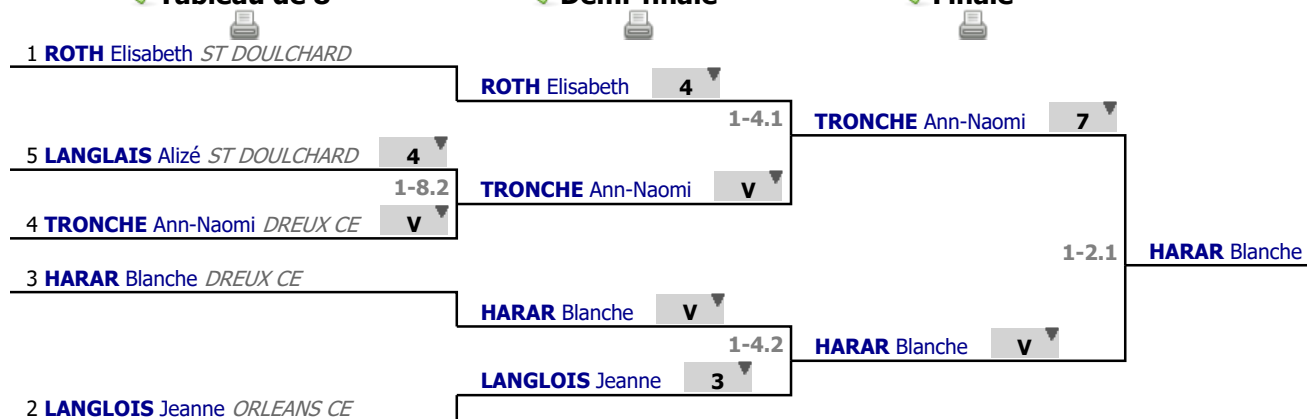 Tableau de 8
Demi-finale
Finale
1 ROTH Elisabeth ST DOULCHARD
ROTH Elisabeth 4
1-4.1
TRONCHE Ann-Naomi 7
5 LANGLAIS Alizé ST DOULCHARD 4
1-8.2
TRONCHE Ann-Naomi V
4 TRONCHE Ann-Naomi DREUX CE V
1-2.1
HARAR Blanche
3 HARAR Blanche DREUX CE
HARAR Blanche V
1-4.2
HARAR Blanche V
LANGLOIS Jeanne 3
2 LANGLOIS Jeanne ORLEANS CE